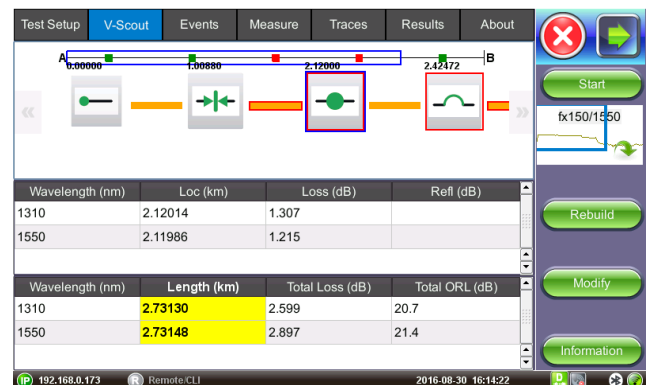 Test Setup V-Scout Events Measure Traces Results About
A B
0.00000 1.00880 2.12000 2.42472
Start
fx150/1550
Wavelength (nm) Loc (km) Loss (dB) Refl (dB)
1310 2.12014 1.307
1550 2.11986 1.215
Rebuild
Wavelength (nm) Length (km) Total Loss (dB) Total ORL (dB)
1310 2.73130 2.599 20.7
1550 2.73148 2.897 21.4
Modify
Information
IP 192.168.0.173 R Remote/CLI 2016-08-30 16:14:22